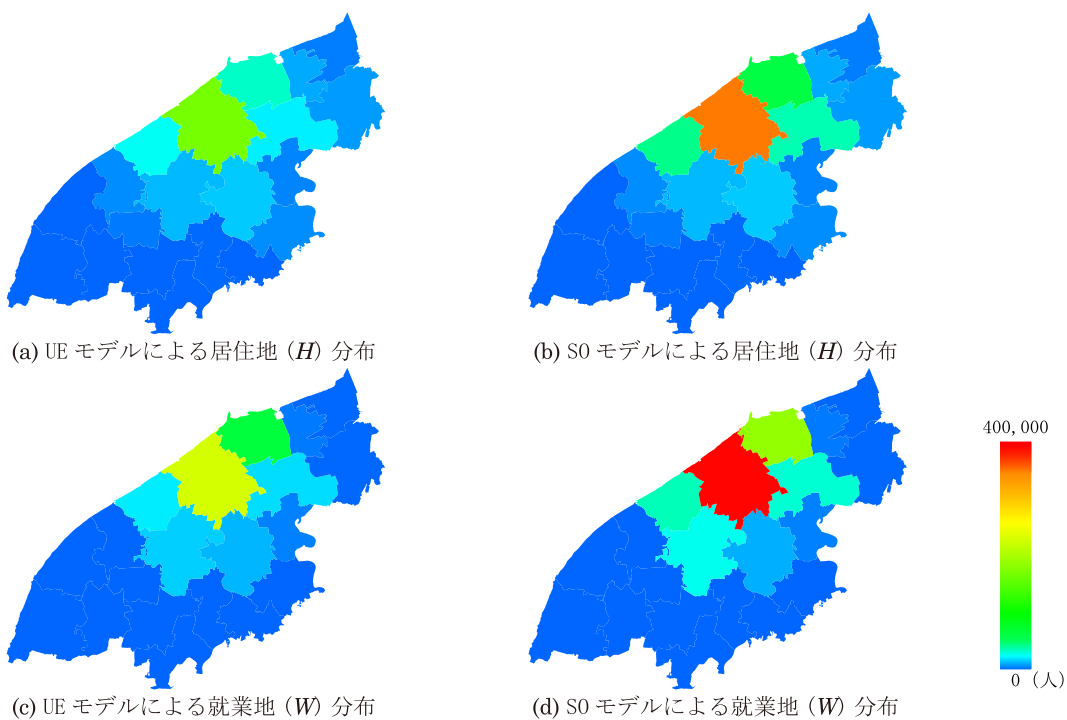 (a) UE モデルによる居住地 (H) 分布
(b) SO モデルによる居住地 (H) 分布
400,000
0 (人)
(c) UE モデルによる就業地 (W) 分布
(d) SO モデルによる就業地 (W) 分布